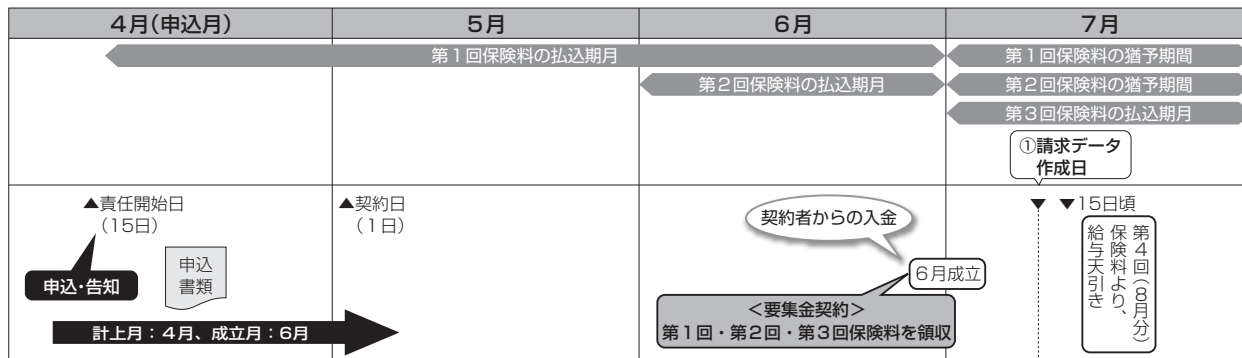 4月(申込月)
5月
6月
7月
第1回保険料の払込期月
第1回保険料の猶予期間
第2回保険料の払込期月
第2回保険料の猶予期間
第3回保険料の払込期月
①請求データ
作成日
▲責任開始日
(15日)
▲契約日
(1日)
▼ ▼15日頃
契約者からの入金
申込・告知
申込
書類
6月成立
第4回(8月分)
保険料より、
給与天引き
<要集金契約>
第1回・第2回・第3回保険料を領収
計上月:4月、成立月:6月